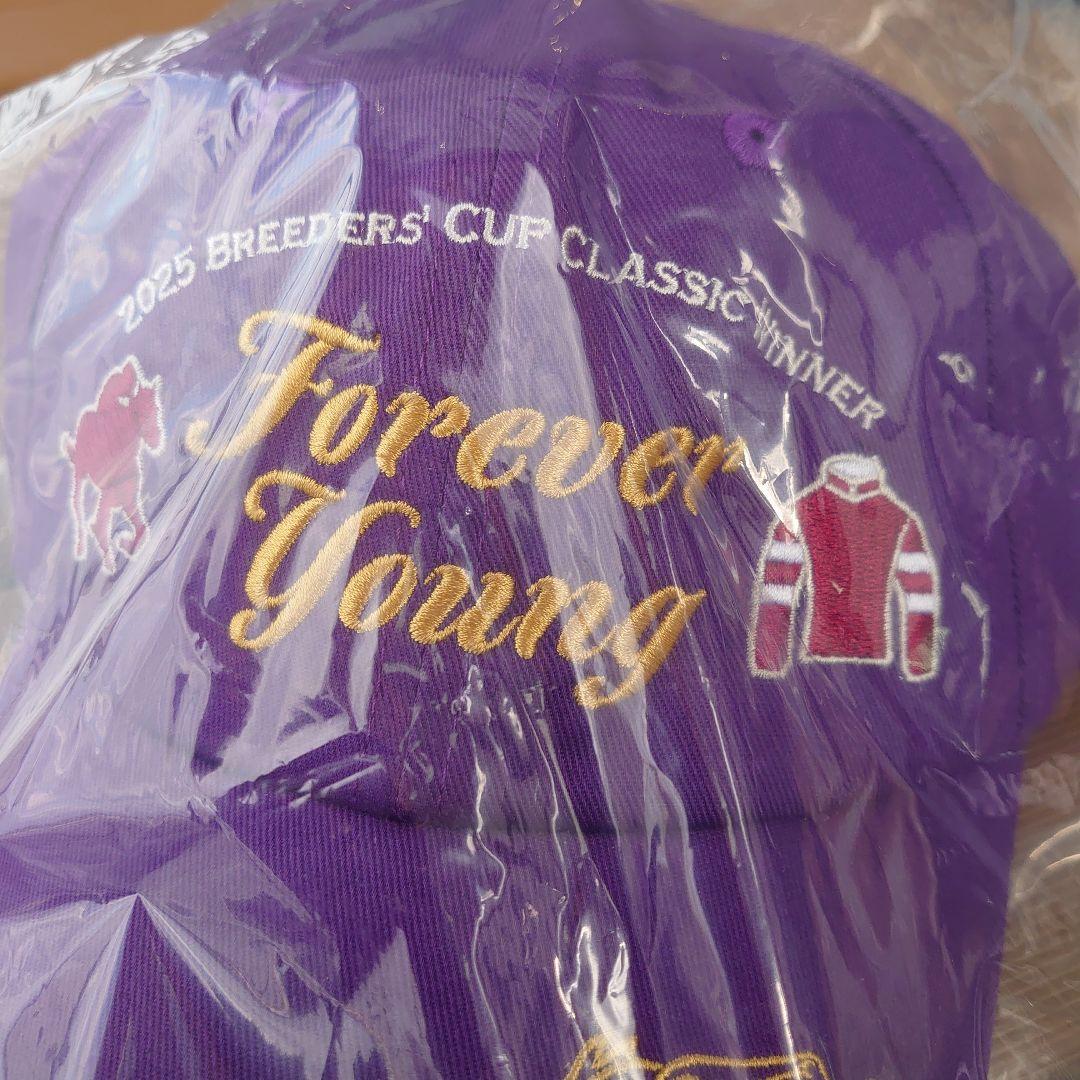 2025 BREEDERS' CUP CLASSIC WINNER
Forever
Young